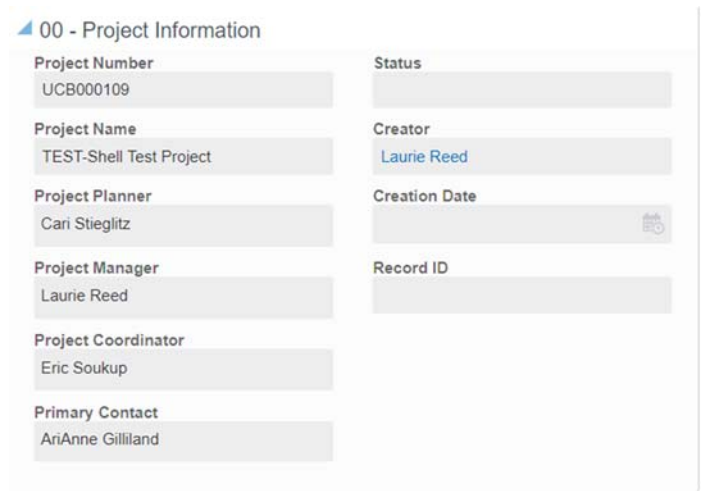 00 - Project Information
Project Number
UCB000109
Project Name
TEST-Shell Test Project
Project Planner
Cari Stieglitz
Project Manager
Laurie Reed
Project Coordinator
Eric Soukup
Primary Contact
AriAnne Gilliland
Status
Creator
Laurie Reed
Creation Date
Record ID